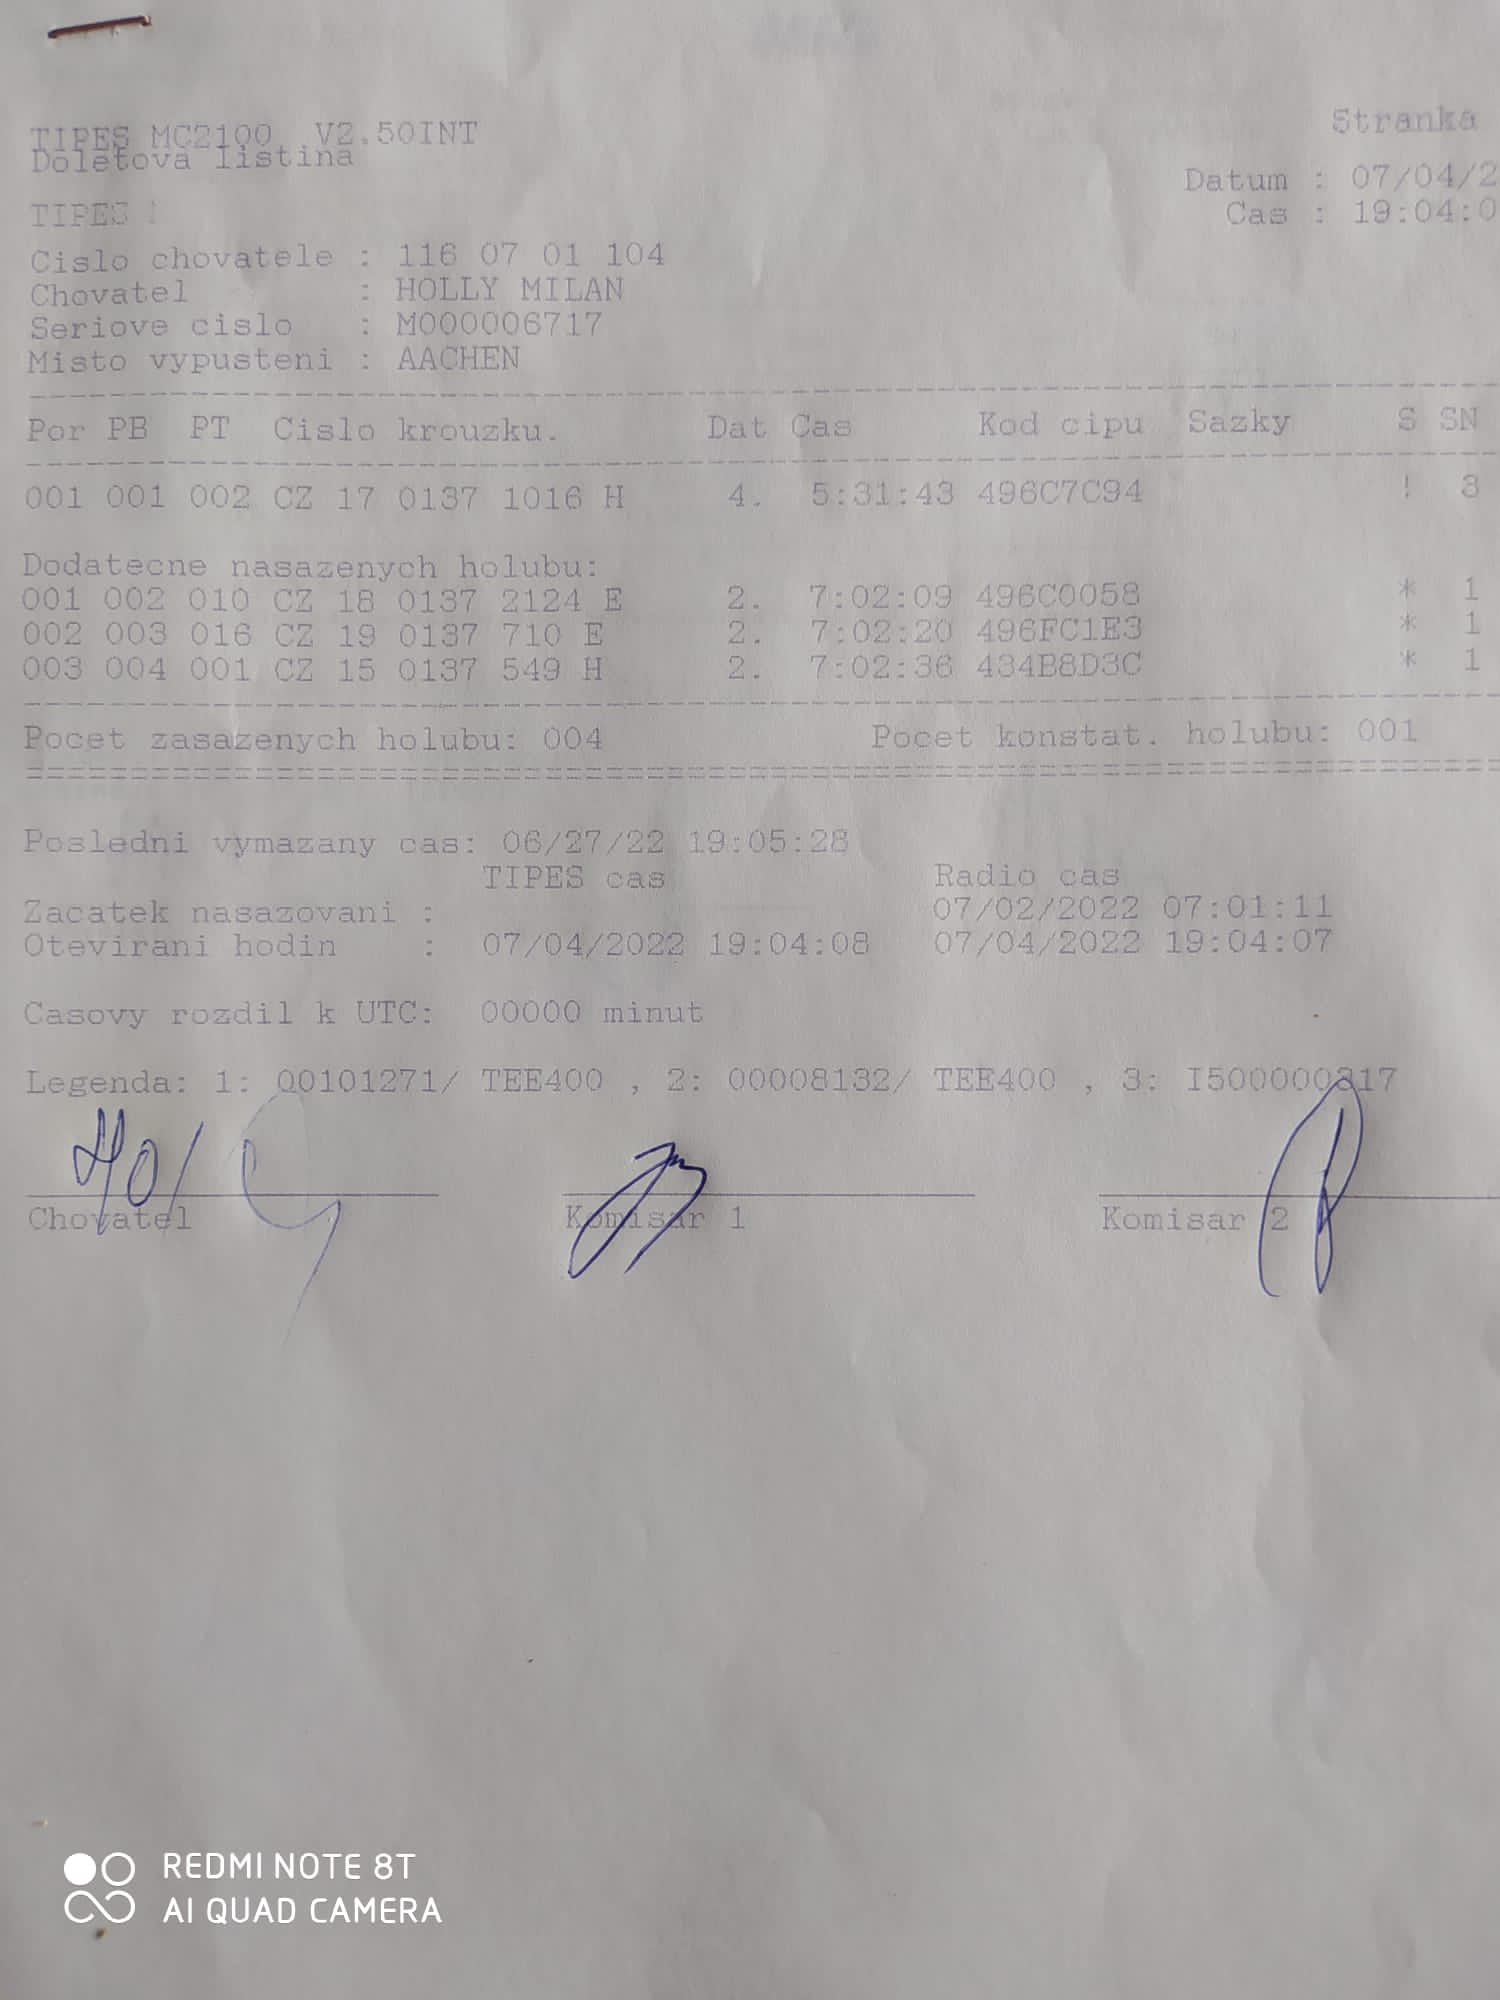 TIPES MC2100 V2.50INT
Stranka
Doletova listina
Datum : 07/04/2
TIPES
Cas : 19:04:0
Cislo chovatele : 116 07 01 104
Chovatel : HOLLY MILAN
Seriove cislo : M000006717
Misto vypusteni : AACHEN
Por PB PT Cislo krouzku. Dat Cas Kod cipu Sazky S SN
001 001 002 CZ 17 0137 1016 H 4. 5:31:43 496C7C94 ! 3
Dodatecne nasazenych holubu:
001 002 010 CZ 18 0137 2124 E 2. 7:02:09 496C0058 * 1
002 003 016 CZ 19 0137 710 E 2. 7:02:20 496FC1E3 * 1
003 004 001 CZ 15 0137 549 H 2. 7:02:36 434B8D3C * 1
Pocet zasazenych holubu: 004 Pocet konstat. holubu: 001
Posledni vymazany cas: 06/27/22 19:05:28
TIPES cas Radio cas
Zacatek nasazovani : 07/02/2022 07:01:11
Otevirani hodin : 07/04/2022 19:04:08 07/04/2022 19:04:07
Casovy rozdil k UTC: 00000 minut
Legenda: 1: 00101271/ TEE400 , 2: 00008132/ TEE400 , 3: I500000817
Chovatel Komisar 1 Komisar 2
REDMI NOTE 8T
AI QUAD CAMERA